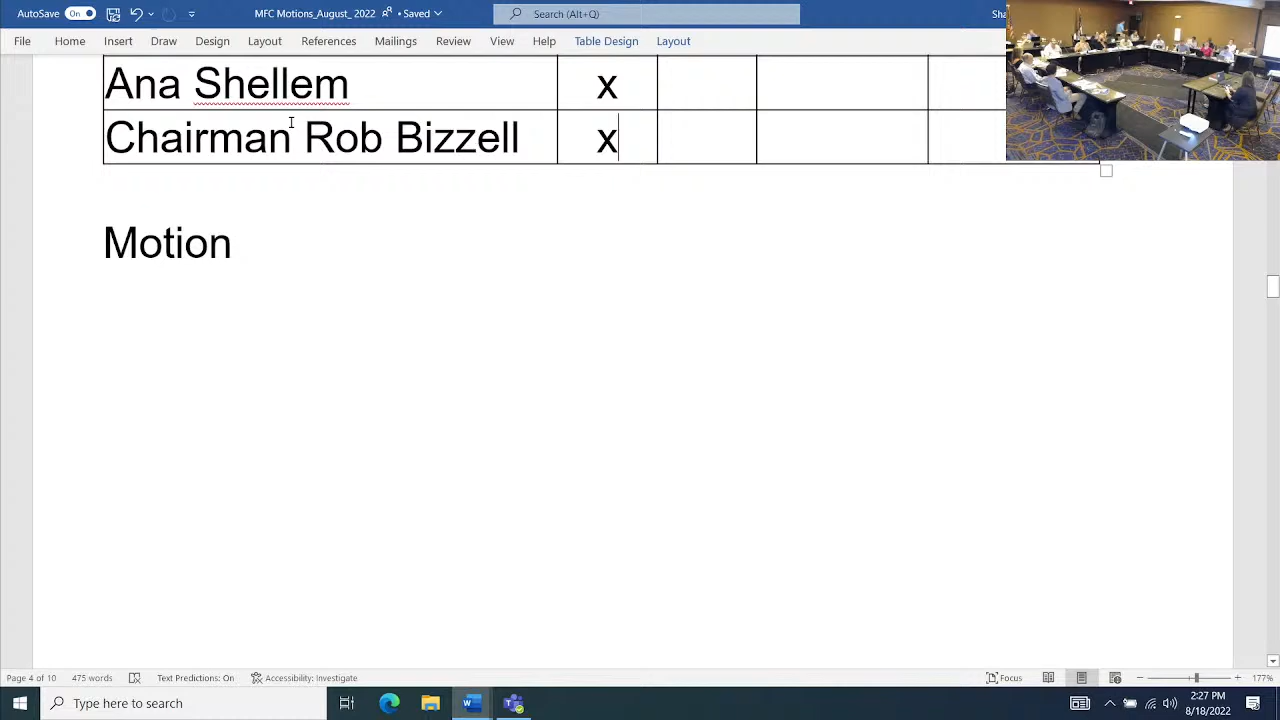 AutoSave On MFC Motions_August_2022 • Saved Search (Alt+Q) Sha
File Home Insert Draw Design Layout References Mailings Review View Help Table Design Layout
Ana Shellem x
Chairman Rob Bizzell x
Motion
Page 4 of 10 475 words Text Predictions: On Accessibility: Investigate Focus 177%
Type here to search 2:27 PM
8/18/2022